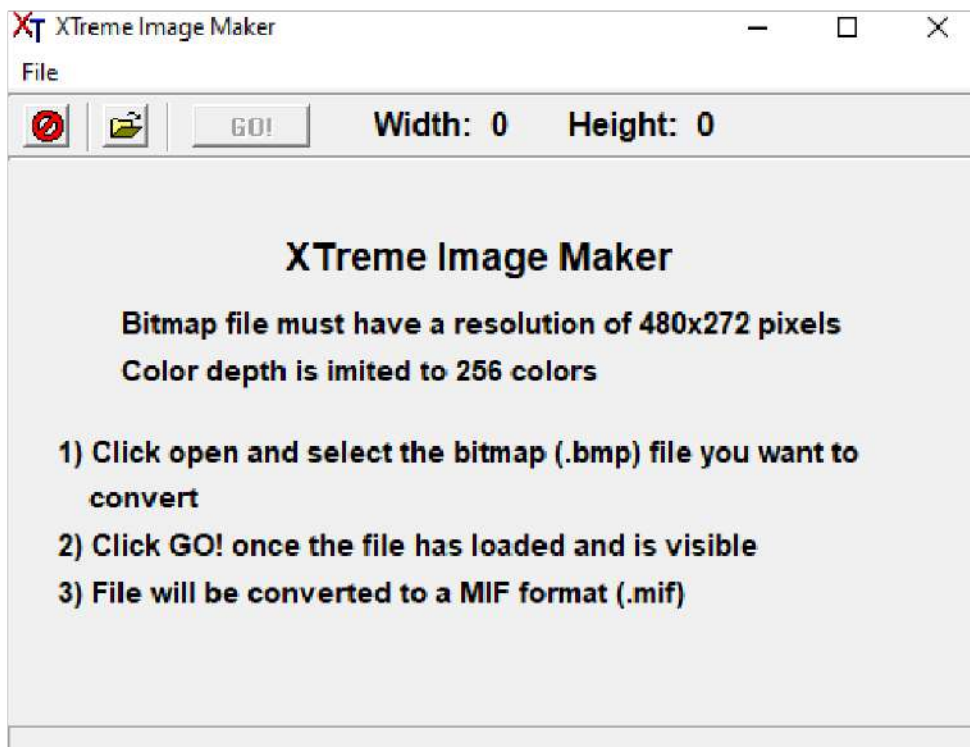 XT XTreme Image Maker
File
GO! Width: 0 Height: 0
XTreme Image Maker
Bitmap file must have a resolution of 480x272 pixels
Color depth is imited to 256 colors
1) Click open and select the bitmap (.bmp) file you want to
convert
2) Click GO! once the file has loaded and is visible
3) File will be converted to a MIF format (.mif)